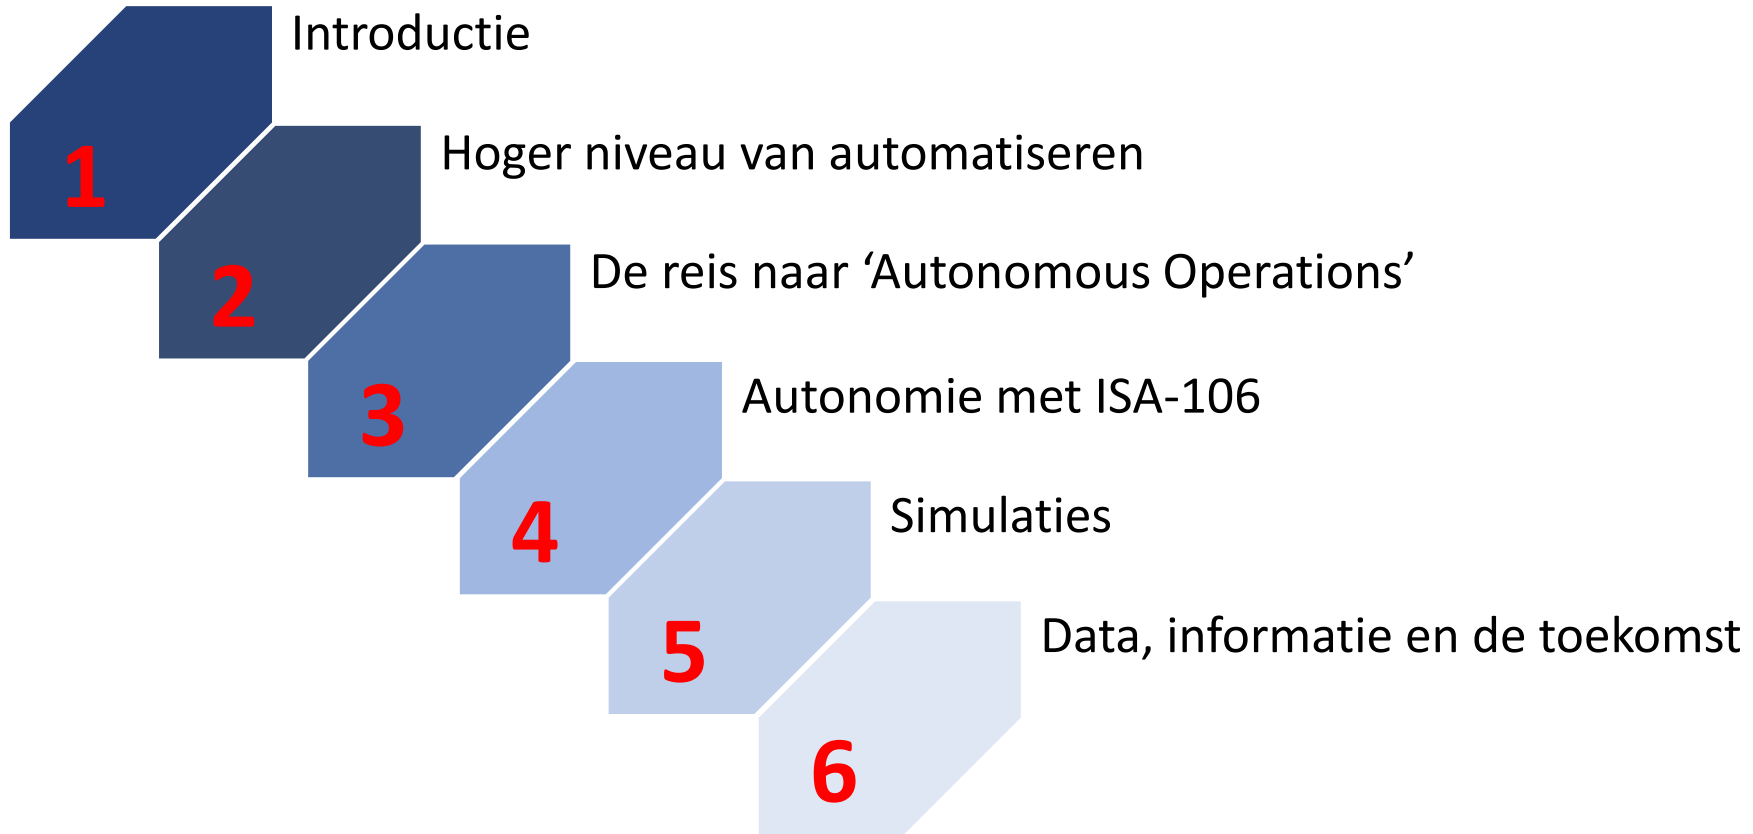 Introductie
1
Hoger niveau van automatiseren
2
De reis naar ‘Autonomous Operations’
3
Autonomie met ISA-106
4
Simulaties
5
Data, informatie en de toekomst
6